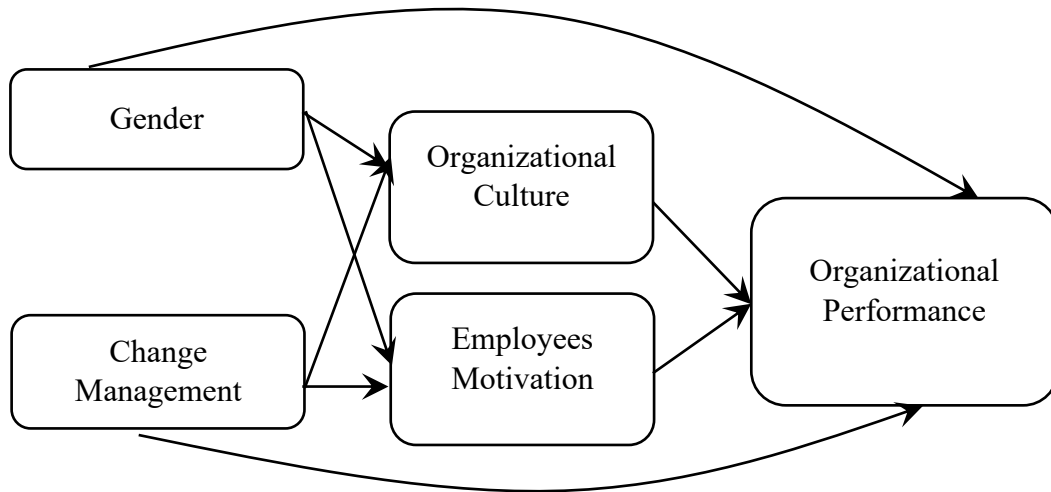 Gender
Organizational
Culture
Change
Management
Employees
Motivation
Organizational
Performance